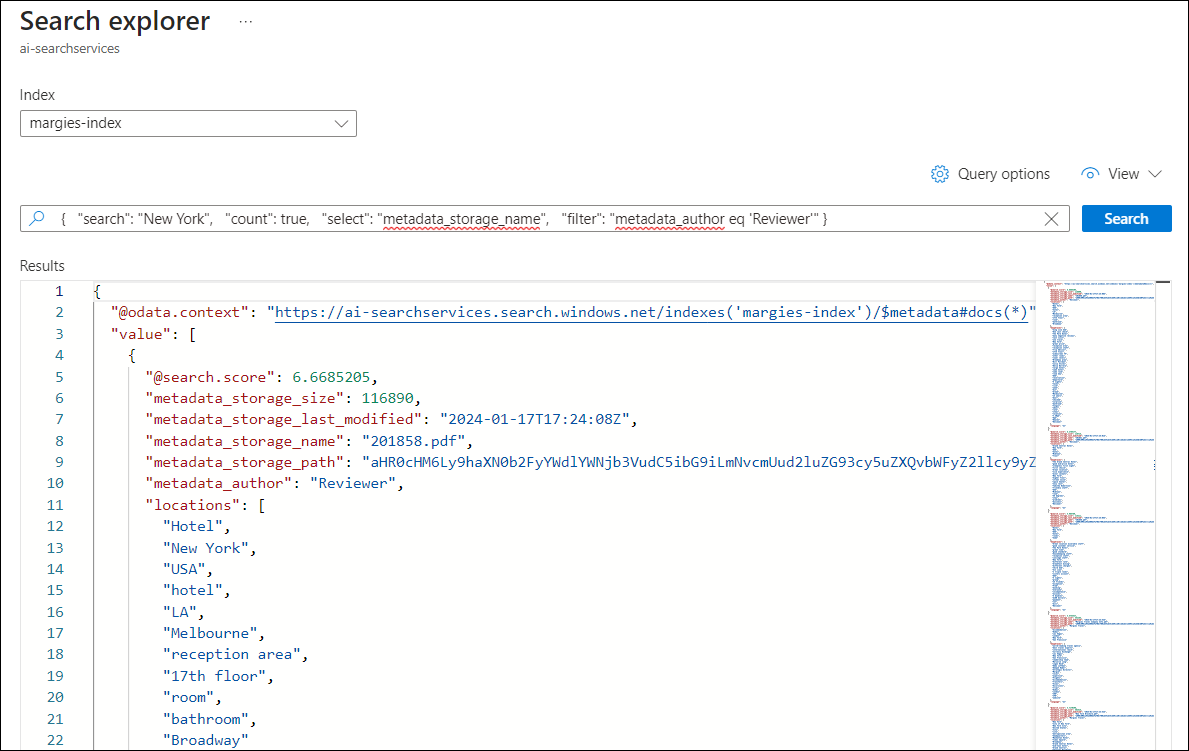 Search explorer ...
ai-searchservices
Index
margies-index
Query options View
{ "search": "New York", "count": true, "select": "metadata_storage_name", "filter": "metadata_author eq 'Reviewer'" }
Search
Results
1 {
2 "@odata.context": "https://ai-searchservices.search.windows.net/indexes('margies-index')/$metadata#docs(*)"
3 "value": [
4 {
5 "@search.score": 6.6685205,
6 "metadata_storage_size": 116890,
7 "metadata_storage_last_modified": "2024-01-17T17:24:08Z",
8 "metadata_storage_name": "201858.pdf",
9 "metadata_storage_path": "aHR0cHM6Ly9haXN0b2FyYWdlYWNjb3VudC5ibG9iLmNvcmUud2luZG93cy5uZXQvbWFyZ2llcy9yZ
10 "metadata_author": "Reviewer",
11 "locations": [
12 "Hotel",
13 "New York",
14 "USA",
15 "hotel",
16 "LA",
17 "Melbourne",
18 "reception area",
19 "17th floor",
20 "room",
21 "bathroom",
22 "Broadway"